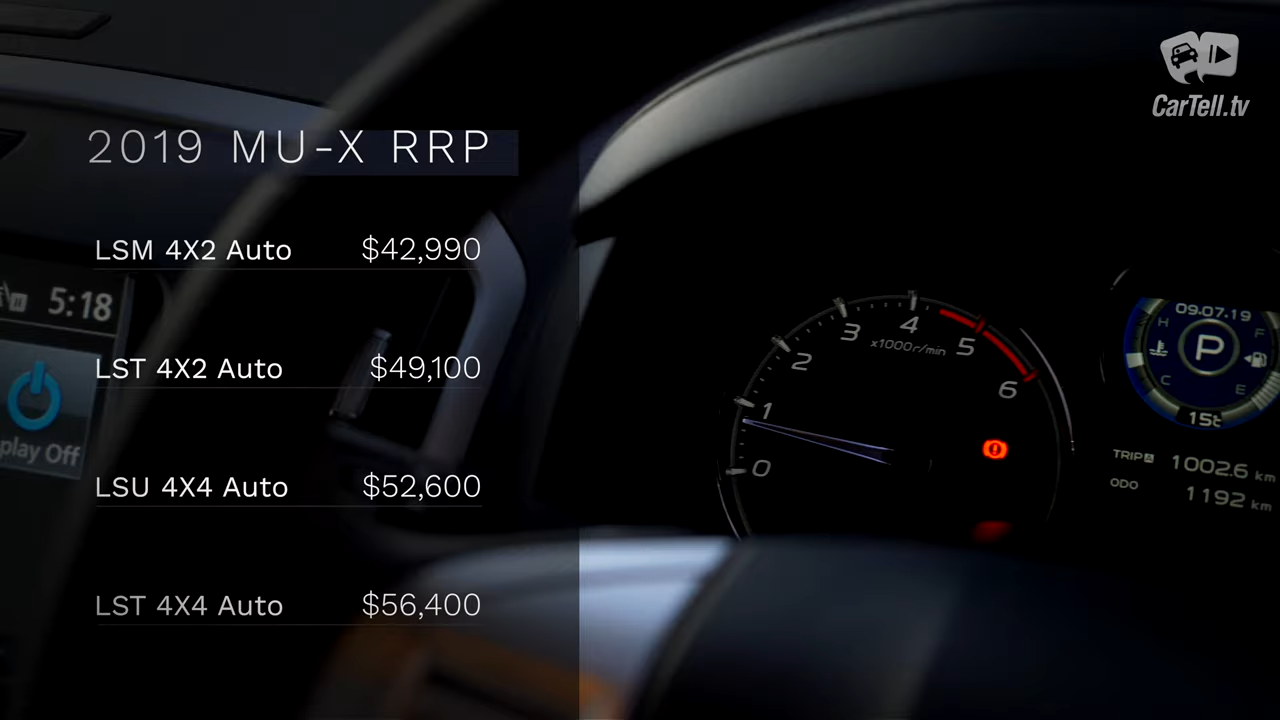 CarTell.tv
2019 MU-X RRP
LSM 4X2 Auto $42,990
LST 4X2 Auto $49,100
LSU 4X4 Auto $52,600
LST 4X4 Auto $56,400
5:18
play Off
0
1
2
3
4
5
6
x1000r/min
09.07.19
H
F
P
C
E
15
TRIP A 1002.6 km
ODO 1192 km